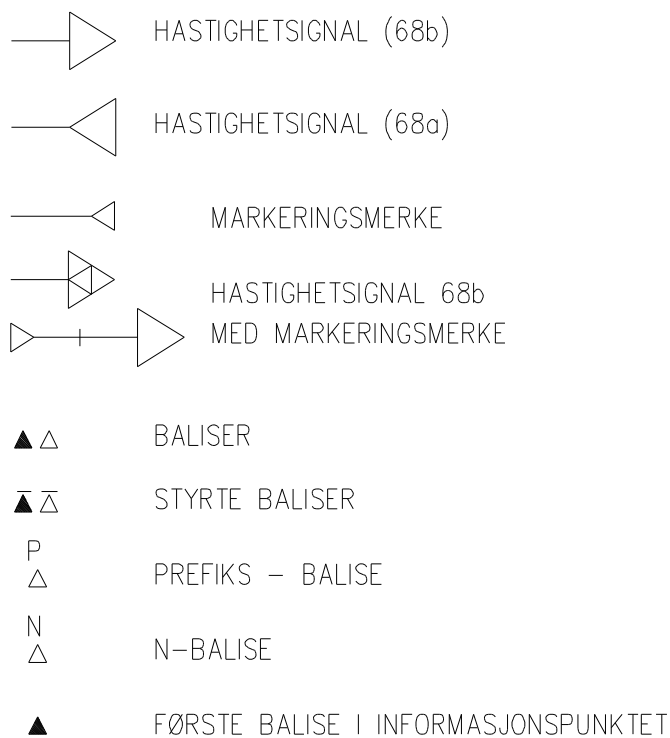 HASTIGHETSIGNAL (68b)
HASTIGHETSIGNAL (68a)
MARKERINGSMERKE
HASTIGHETSIGNAL 68b
MED MARKERINGSMERKE
BALISER
STYRTE BALISER
P
PREFIKS – BALISE
N
N–BALISE
FØRSTE BALISE I INFORMASJONSPUNKTET